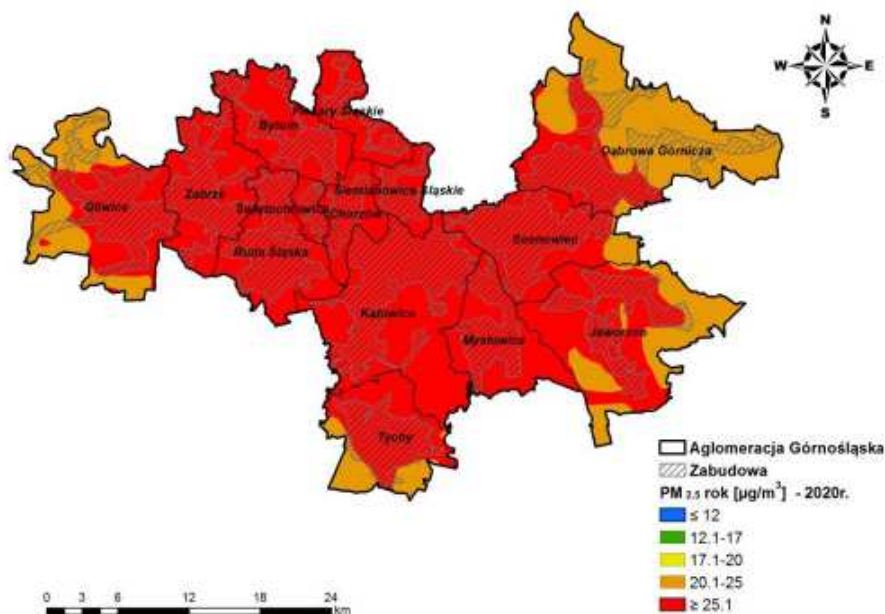 N
W E
S
Piekary Śląskie
Bytom
Dąbrowa Górnicza
Zabrze
Siemianowice Śląskie
Gliwice
Świętochłowice
Chorzów
Sosnowiec
Ruda Śląska
Katowice
Mysłowice
Jaworzno
Tychy
Aglomeracja Górnośląska
Zabudowa
PM 2,5 rok [µg/m³] - 2020r.
≤ 12
12.1-17
17.1-20
20.1-25
≥ 25.1
0 3 6 12 18 24
km